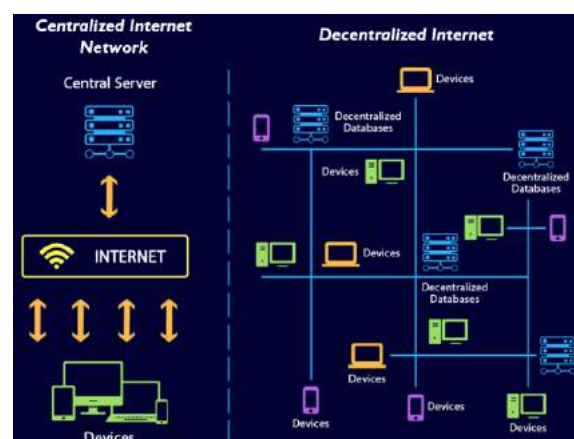 Centralized Internet
Network
Central Server
INTERNET
Devices
Decentralized Internet
Devices
Decentralized
Databases
Devices
Decentralized
Databases
Devices
Decentralized
Databases
Devices
Devices
Devices
Devices